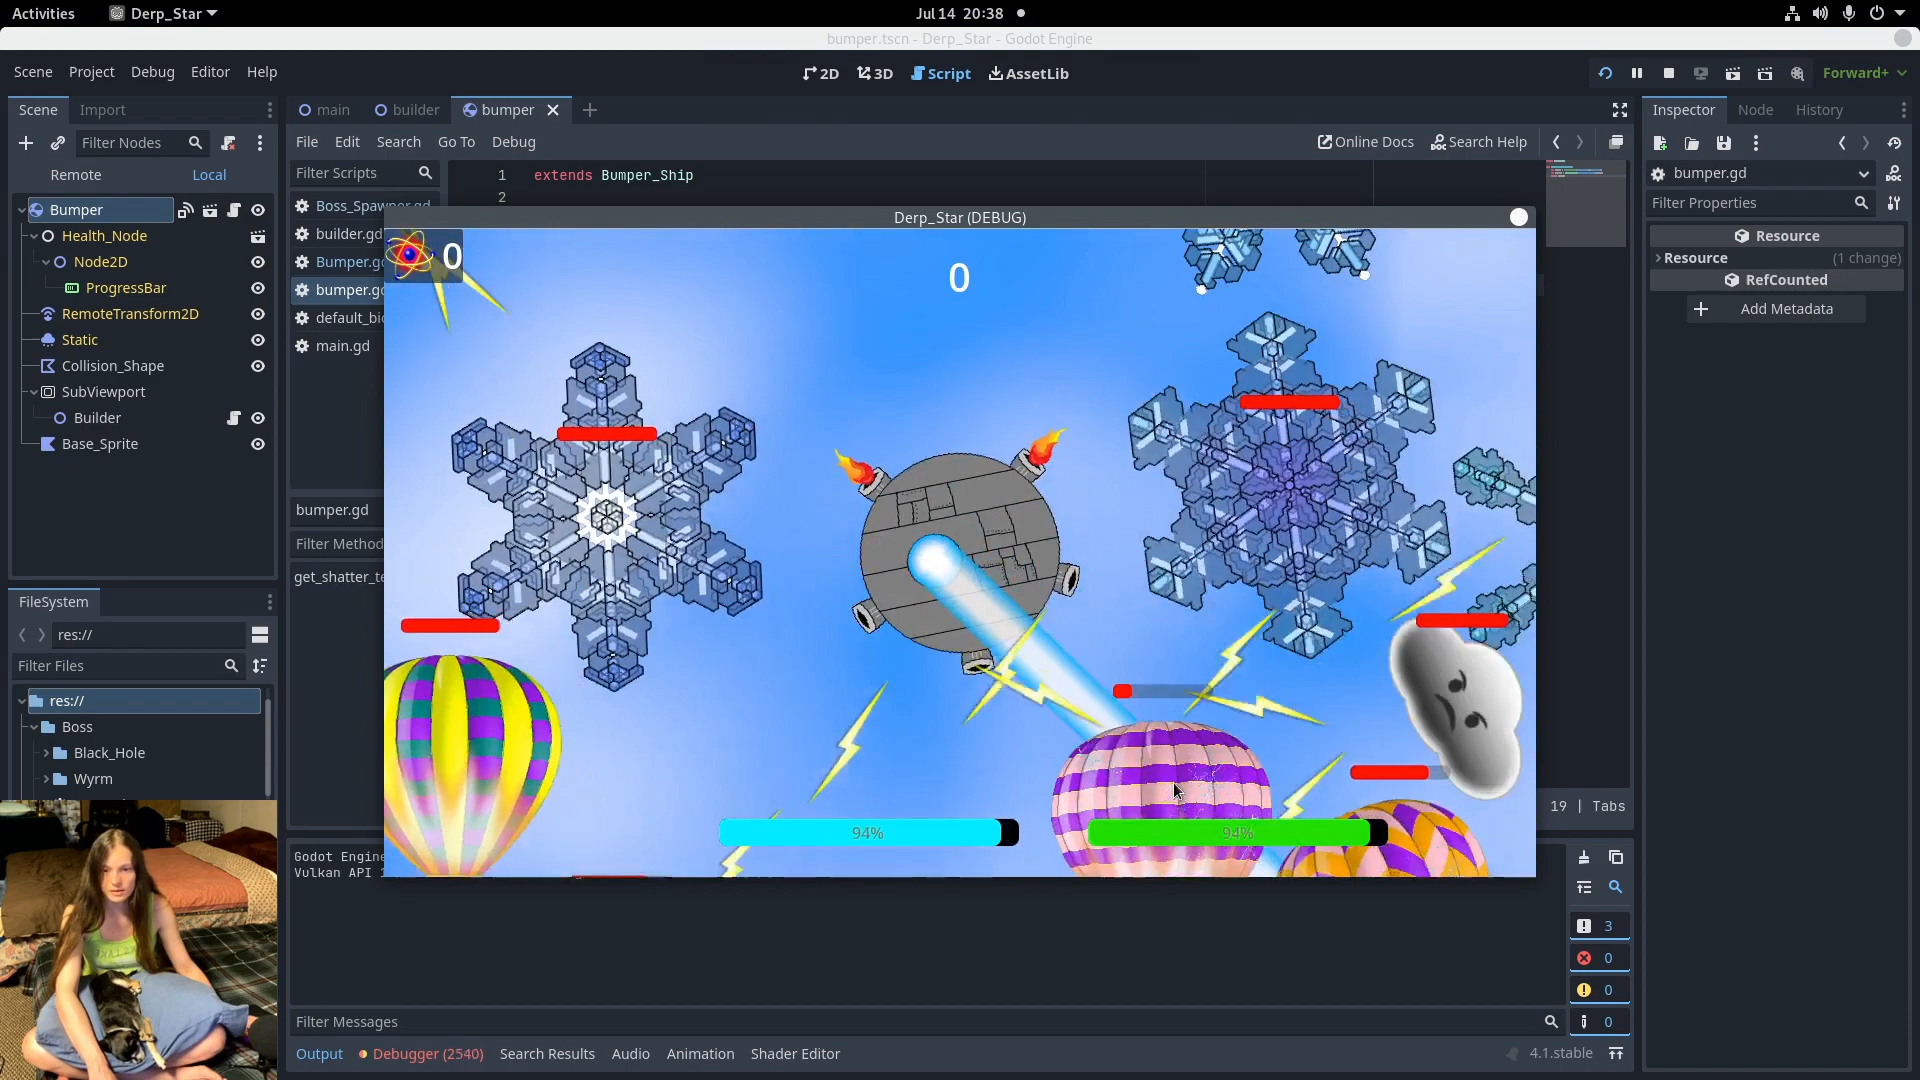 Activities
Derp_Star
Jul 14 20:38
bumper.tscn - Derp_Star - Godot Engine
Scene Project Debug Editor Help
2D 3D Script AssetLib
Forward+
Scene Import
main builder bumper
Inspector Node History
Filter Nodes
File Edit Search Go To Debug
Online Docs Search Help
Remote Local
Filter Scripts
1 extends Bumper_Ship
2
bumper.gd
Filter Properties
Bumper
Health_Node
Node2D
ProgressBar
RemoteTransform2D
Static
Collision_Shape
SubViewport
Builder
Base_Sprite
Boss_Spawner.gd
builder.gd
Bumper.g
bumper.g
default_bi
main.gd
bumper.gd
Filter Method
get_shatter_te
Derp_Star (DEBUG)
0
0
94%
94%
Resource
Resource (1 change)
RefCounted
Add Metadata
FileSystem
res://
Filter Files
res://
Boss
Black_Hole
Wyrm
19 | Tabs
Godot Engine
Vulkan API
3
0
0
0
Filter Messages
Output Debugger (2540) Search Results Audio Animation Shader Editor
4.1.stable